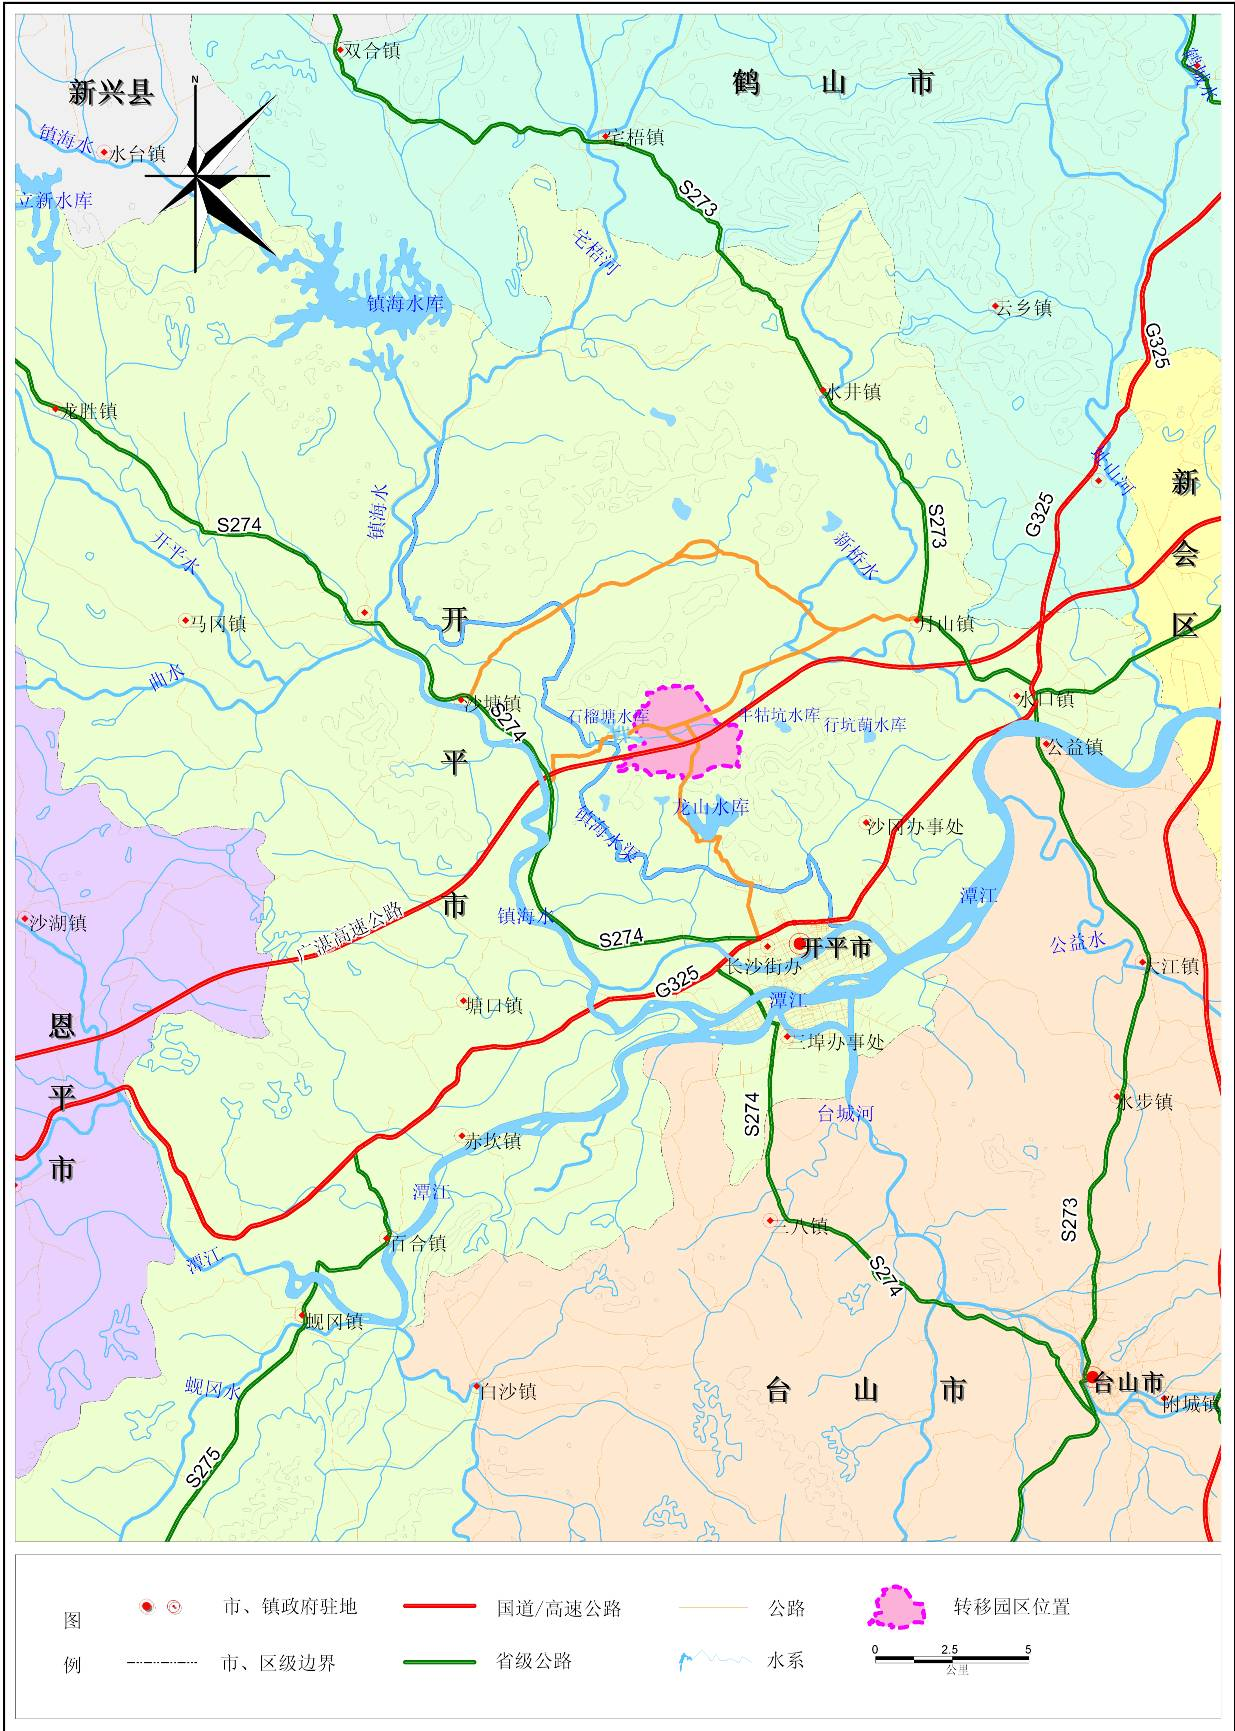 双合镇
鹤山市
鹤城水
新兴县
N
镇海水
水台镇
宅梧镇
立新水库
S273
宅梧河
镇海水库
云乡镇
G325
水井镇
龙胜镇
新会区
镇海水
G325
S274
S273
开平水
新桥水
开平市
马冈镇
月山镇
曲水
沙塘镇
水口镇
S274
石榴塘水库
牛牯坑水库
行坑蓢水库
公益镇
龙山水库
镇海水渠
沙冈办事处
潭江
沙湖镇
广湛高速公路
镇海水
S274
开平市
公益水
长沙街办
大江镇
G325
塘口镇
潭江
恩平市
三埠办事处
S274
台城河
水步镇
赤坎镇
潭江
三八镇
S273
百合镇
潭江
S274
蚬冈镇
蚬冈水
白沙镇
台山市
台山市
附城镇
S275
图例
市、镇政府驻地
国道/高速公路
公路
转移园区位置
市、区级边界
省级公路
水系
0 2.5 5
公里